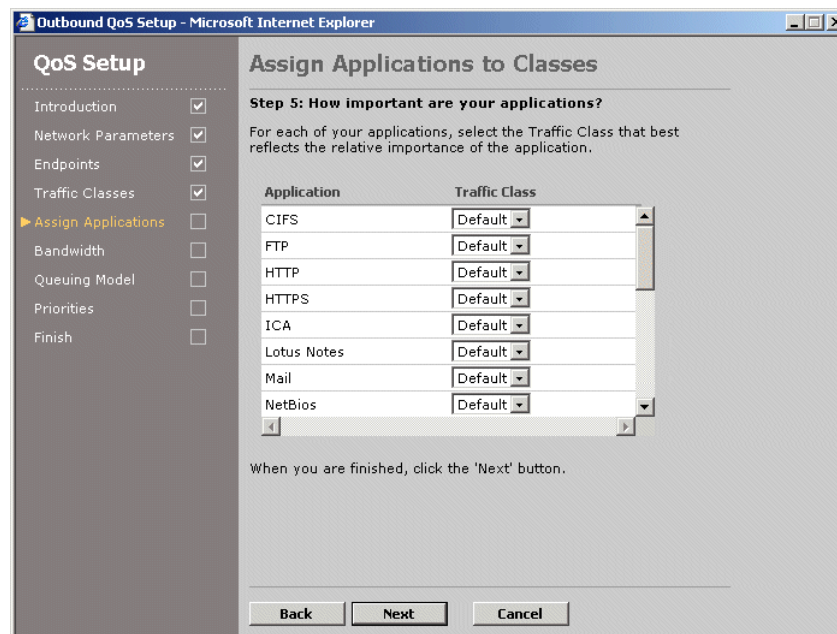 Outbound QoS Setup - Microsoft Internet Explorer
QoS Setup
Introduction
Network Parameters
Endpoints
Traffic Classes
Assign Applications
Bandwidth
Queuing Model
Priorities
Finish
Assign Applications to Classes
Step 5: How important are your applications?
For each of your applications, select the Traffic Class that best
reflects the relative importance of the application.
Application Traffic Class
CIFS Default
FTP Default
HTTP Default
HTTPS Default
ICA Default
Lotus Notes Default
Mail Default
NetBios Default
When you are finished, click the 'Next' button.
Back Next Cancel